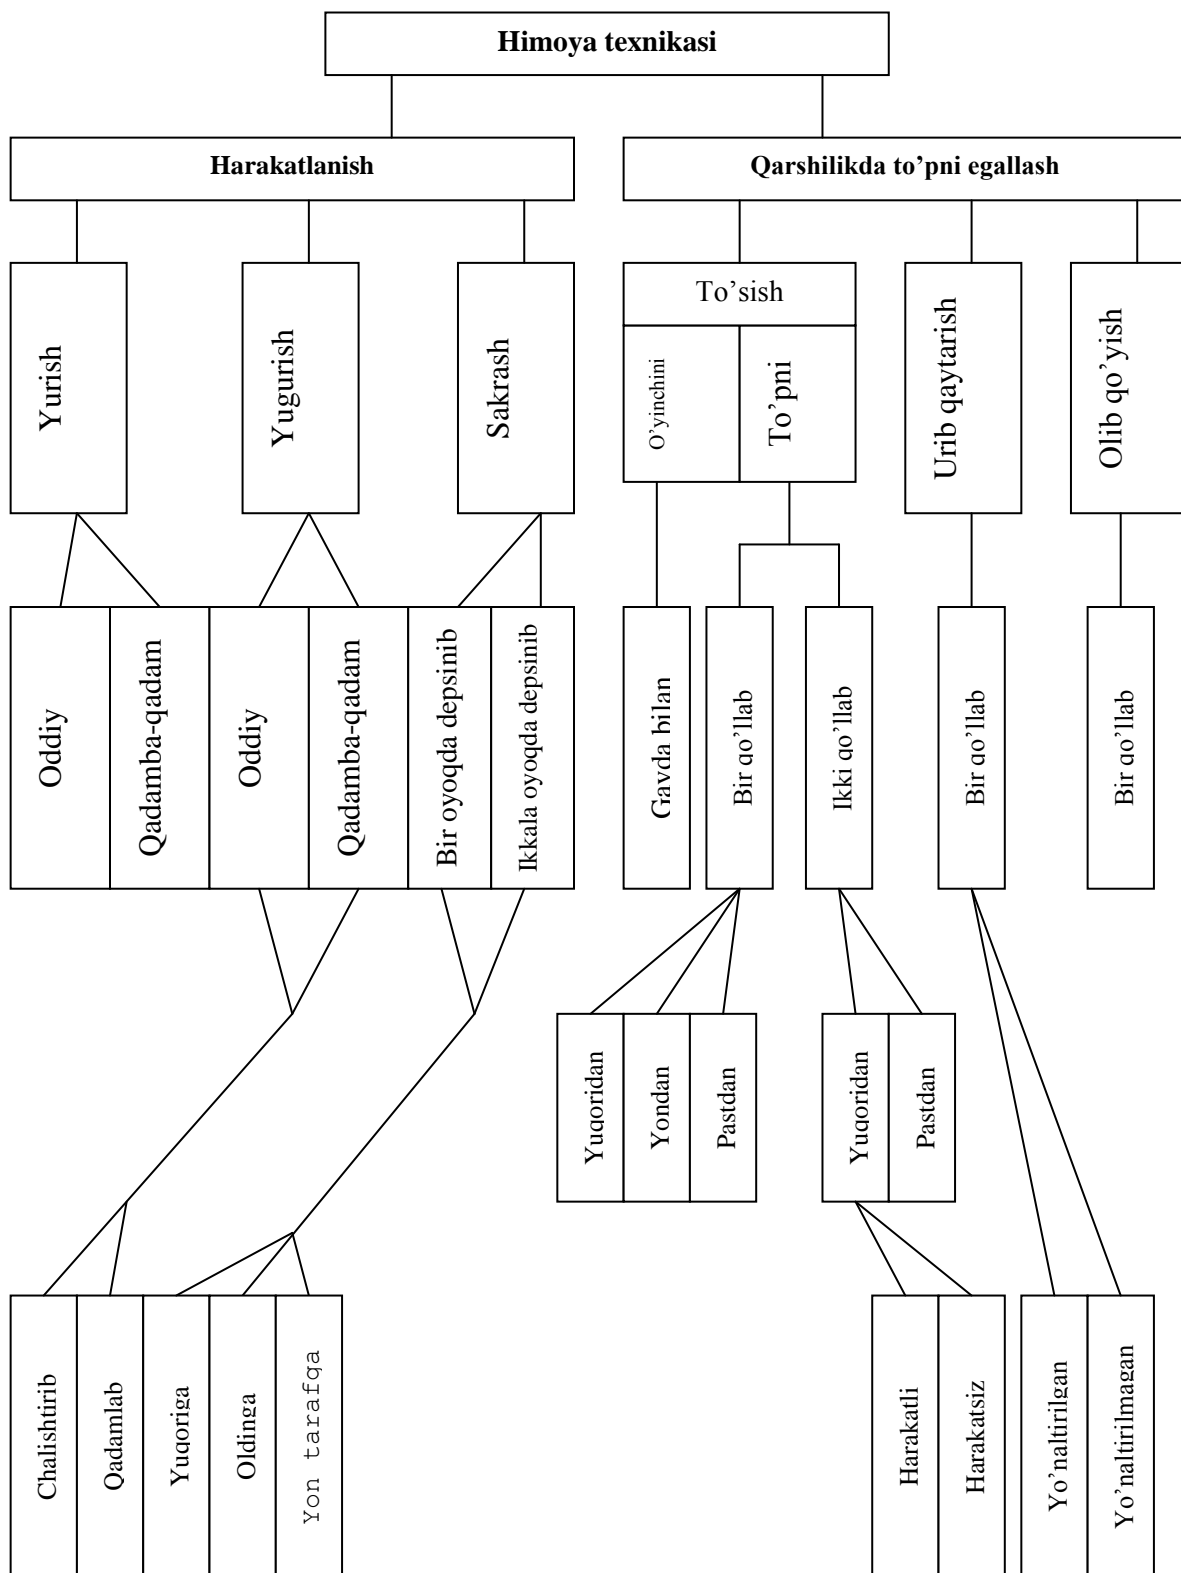 Himoya texnikasi
Harakatlanish
Qarshilikda to’pni egallash
Yurish
Yugurish
Sakrash
To’sish
O’yinchini
To’pni
Urib qaytarish
Olib qo’yish
Oddiy
Qadamba-qadam
Oddiy
Qadamba-qadam
Bir oyoqda depsinib
Ikkala oyoqda depsinib
Gavda bilan
Bir qo’llab
Ikki qo’llab
Bir qo’llab
Bir qo’llab
Yuqoridan
Yondan
Pastdan
Yuqoridan
Pastdan
Chalishtirib
Qadamlab
Yuqoriga
Oldinga
Yon tarafga
Harakatli
Harakatsiz
Yo’naltirilgan
Yo’naltirilmagan